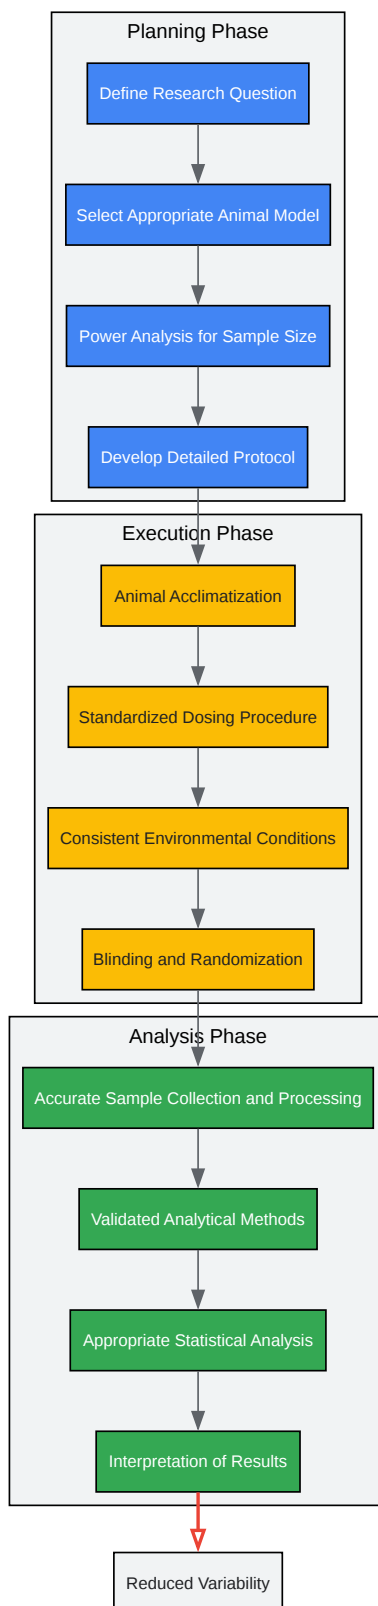 Planning Phase
Define Research Question
Select Appropriate Animal Model
Power Analysis for Sample Size
Develop Detailed Protocol
Execution Phase
Animal Acclimatization
Standardized Dosing Procedure
Consistent Environmental Conditions
Blinding and Randomization
Analysis Phase
Accurate Sample Collection and Processing
Validated Analytical Methods
Appropriate Statistical Analysis
Interpretation of Results
Reduced Variability